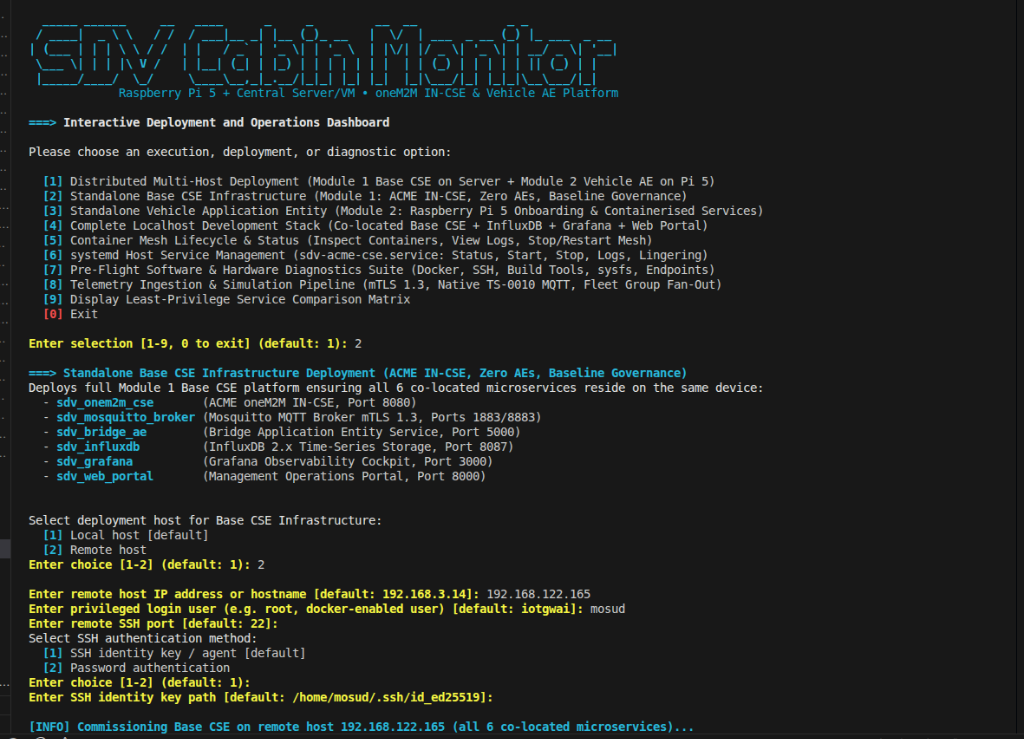 SDV Cabin Monitor
Raspberry Pi 5 + Central Server/VM • oneM2M IN-CSE & Vehicle AE Platform
===> Interactive Deployment and Operations Dashboard
Please choose an execution, deployment, or diagnostic option:
[1] Distributed Multi-Host Deployment (Module 1 Base CSE on Server + Module 2 Vehicle AE on Pi 5)
[2] Standalone Base CSE Infrastructure (Module 1: ACME IN-CSE, Zero AEs, Baseline Governance)
[3] Standalone Vehicle Application Entity (Module 2: Raspberry Pi 5 Onboarding & Containerised Services)
[4] Complete Localhost Development Stack (Co-located Base CSE + InfluxDB + Grafana + Web Portal)
[5] Container Mesh Lifecycle & Status (Inspect Containers, View Logs, Stop/Restart Mesh)
[6] systemd Host Service Management (sdv-acme-cse.service: Status, Start, Stop, Logs, Lingering)
[7] Pre-Flight Software & Hardware Diagnostics Suite (Docker, SSH, Build Tools, sysfs, Endpoints)
[8] Telemetry Ingestion & Simulation Pipeline (mTLS 1.3, Native TS-0010 MQTT, Fleet Group Fan-Out)
[9] Display Least-Privilege Service Comparison Matrix
[0] Exit
Enter selection [1-9, 0 to exit] (default: 1): 2
===> Standalone Base CSE Infrastructure Deployment (ACME IN-CSE, Zero AEs, Baseline Governance)
Deploys full Module 1 Base CSE platform ensuring all 6 co-located microservices reside on the same device:
- sdv_onem2m_cse (ACME oneM2M IN-CSE, Port 8080)
- sdv_mosquitto_broker (Mosquitto MQTT Broker mTLS 1.3, Ports 1883/8883)
- sdv_bridge_ae (Bridge Application Entity Service, Port 5000)
- sdv_influxdb (InfluxDB 2.x Time-Series Storage, Port 8087)
- sdv_grafana (Grafana Observability Cockpit, Port 3000)
- sdv_web_portal (Management Operations Portal, Port 8000)
Select deployment host for Base CSE Infrastructure:
[1] Local host [default]
[2] Remote host
Enter choice [1-2] (default: 1): 2
Enter remote host IP address or hostname [default: 192.168.3.14]: 192.168.122.165
Enter privileged login user (e.g. root, docker-enabled user) [default: iotgwai]: mosud
Enter remote SSH port [default: 22]:
Select SSH authentication method:
[1] SSH identity key / agent [default]
[2] Password authentication
Enter choice [1-2] (default: 1):
Enter SSH identity key path [default: /home/mosud/.ssh/id_ed25519]:
[INFO] Commissioning Base CSE on remote host 192.168.122.165 (all 6 co-located microservices)...